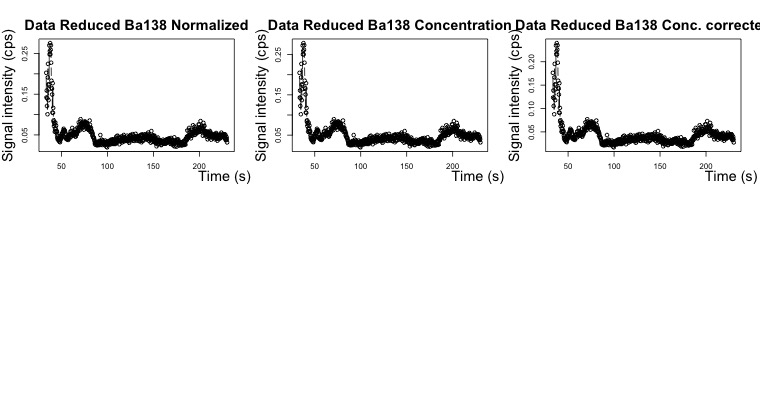 Data Reduced Ba138 Normalized
Signal intensity (cps)
0.05 0.15 0.25
50 100 150 200
Time (s)
Data Reduced Ba138 Concentration
Signal intensity (cps)
0.05 0.15 0.25
50 100 150 200
Time (s)
Data Reduced Ba138 Conc. correcte
Signal intensity (cps)
0.05 0.10 0.15 0.20
50 100 150 200
Time (s)